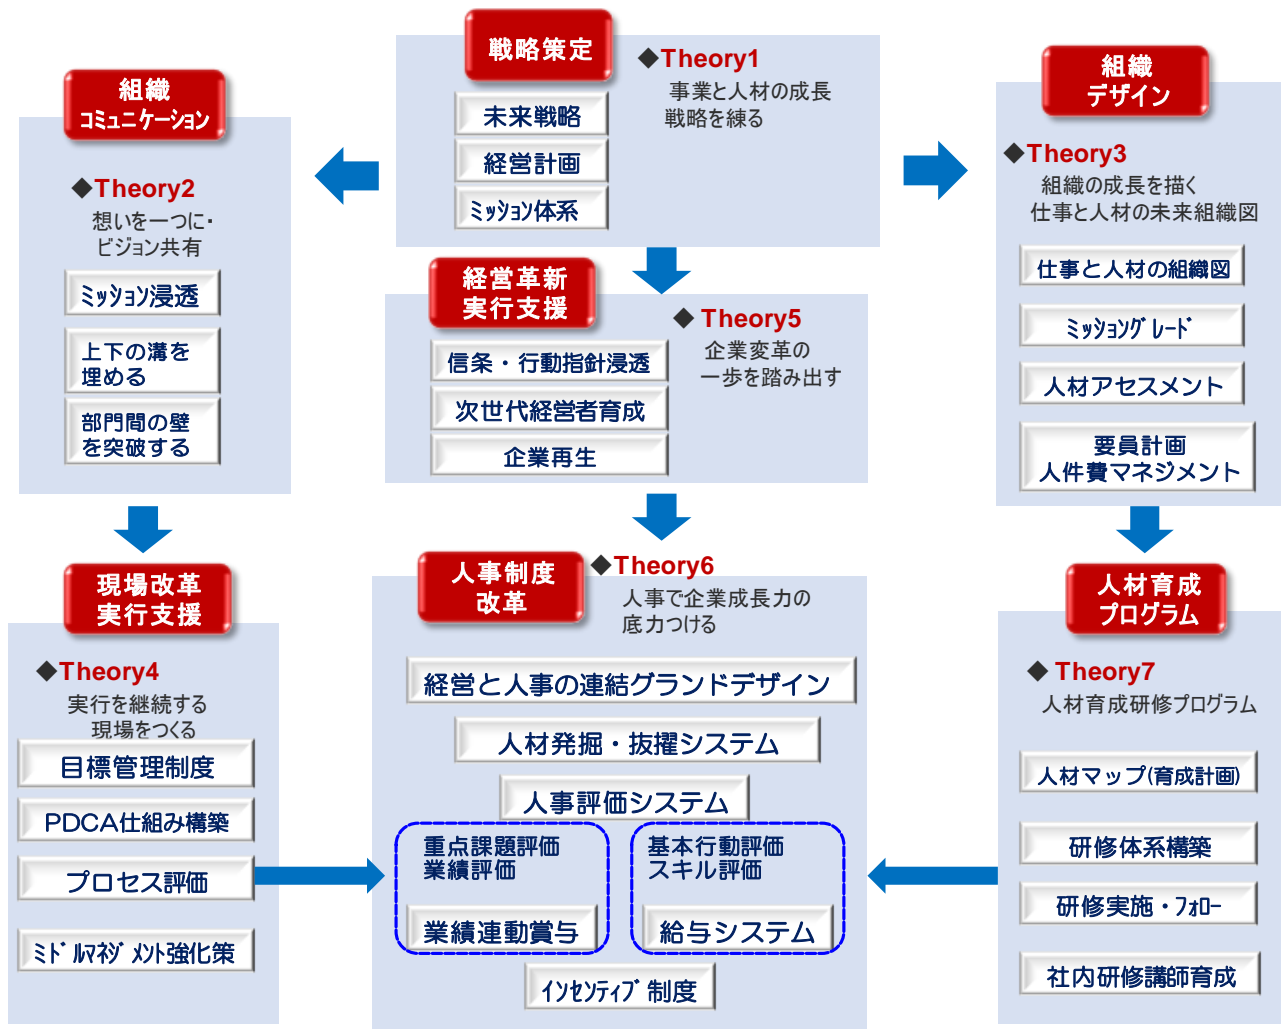 戦略策定
◆Theory1
事業と人材の成長
戦略を練る
未来戦略
経営計画
ﾐｯｼｮﾝ体系
組織
コミュニケーション
◆Theory2
想いを一つに・
ビジョン共有
ﾐｯｼｮﾝ浸透
上下の溝を
埋める
部門間の壁
を突破する
組織
デザイン
◆Theory3
組織の成長を描く
仕事と人材の未来組織図
仕事と人材の組織図
ﾐｯｼｮﾝｸﾞﾚｰﾄﾞ
人材アセスメント
要員計画
人件費マネジメント
経営革新
実行支援
◆ Theory5
企業変革の
一歩を踏み出す
信条・行動指針浸透
次世代経営者育成
企業再生
現場改革
実行支援
◆Theory4
実行を継続する
現場をつくる
目標管理制度
PDCA仕組み構築
プロセス評価
ﾐﾄﾞﾙﾏﾈｼﾞﾒﾝﾄ強化策
人事制度
改革
◆Theory6
人事で企業成長力の
底力つける
経営と人事の連結グランドデザイン
人材発掘・抜擢システム
人事評価システム
重点課題評価
業績評価
業績連動賞与
基本行動評価
スキル評価
給与システム
ｲﾝｾﾝﾃｨﾌﾞ制度
人材育成
プログラム
◆ Theory7
人材育成研修プログラム
人材マップ(育成計画)
研修体系構築
研修実施・ﾌｫﾛｰ
社内研修講師育成